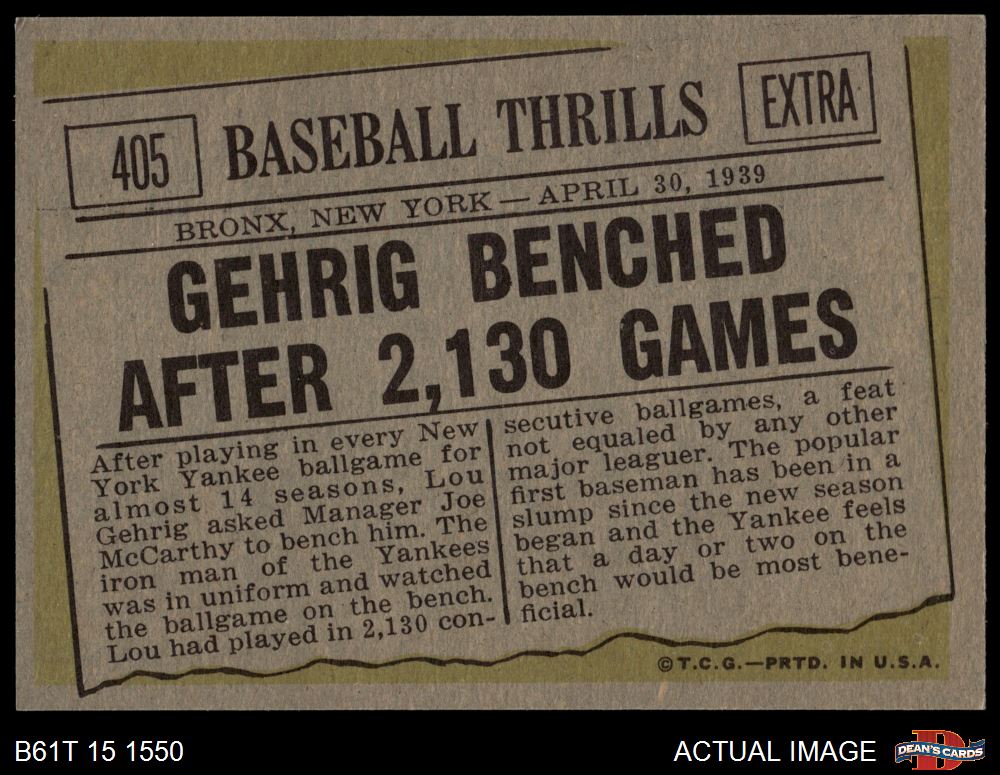 405
BASEBALL THRILLS
EXTRA
BRONX, NEW YORK — APRIL 30, 1939
GEHRIG BENCHED
AFTER 2,130 GAMES
After playing in every New
York Yankee ballgame for
almost 14 seasons, Lou
Gehrig asked Manager Joe
McCarthy to bench him. The
iron man of the Yankees
was in uniform and watched
the ballgame on the bench.
Lou had played in 2,130 con-
secutive ballgames, a feat
not equaled by any other
major leaguer. The popular
first baseman has been in a
slump since the new season
began and the Yankee feels
that a day or two on the
bench would be most bene-
ficial.
©T.C.G.—PRTD. IN U.S.A.
B61T 15 1550
ACTUAL IMAGE
DEAN'S CARDS